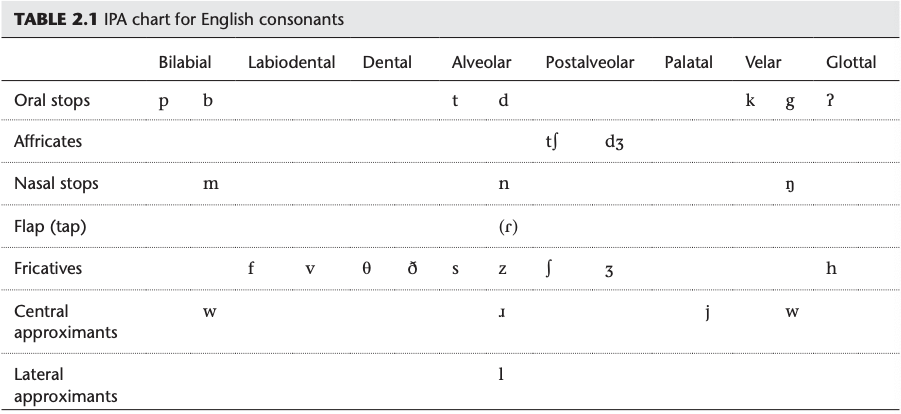 TABLE 2.1 IPA chart for English consonants
Bilabial Labiodental Dental Alveolar Postalveolar Palatal Velar Glottal
Oral stops p b t d k g ʔ
Affricates tʃ dʒ
Nasal stops m n ŋ
Flap (tap) (ɾ)
Fricatives f v θ ð s z ʃ ʒ h
Central w ɹ j w
approximants
Lateral l
approximants